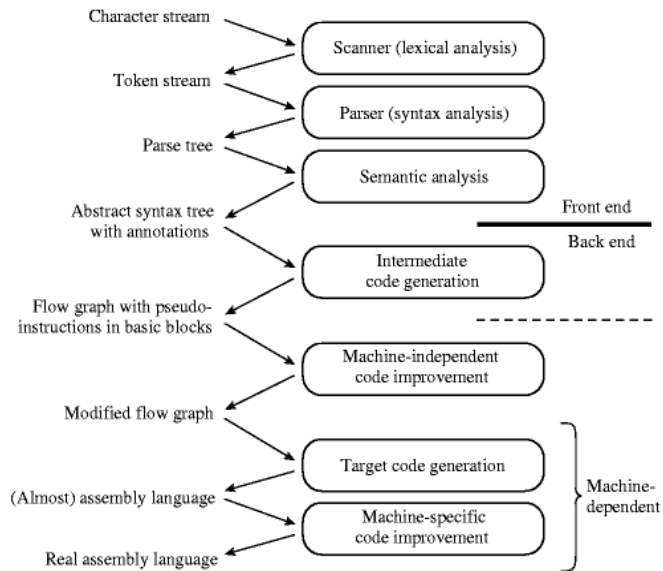 Character stream
Scanner (lexical analysis)
Token stream
Parser (syntax analysis)
Parse tree
Semantic analysis
Front end
Abstract syntax tree
with annotations
Back end
Intermediate
code generation
Flow graph with pseudo-
instructions in basic blocks
Machine-independent
code improvement
Modified flow graph
Target code generation
(Almost) assembly language
Machine-
dependent
Machine-specific
code improvement
Real assembly language